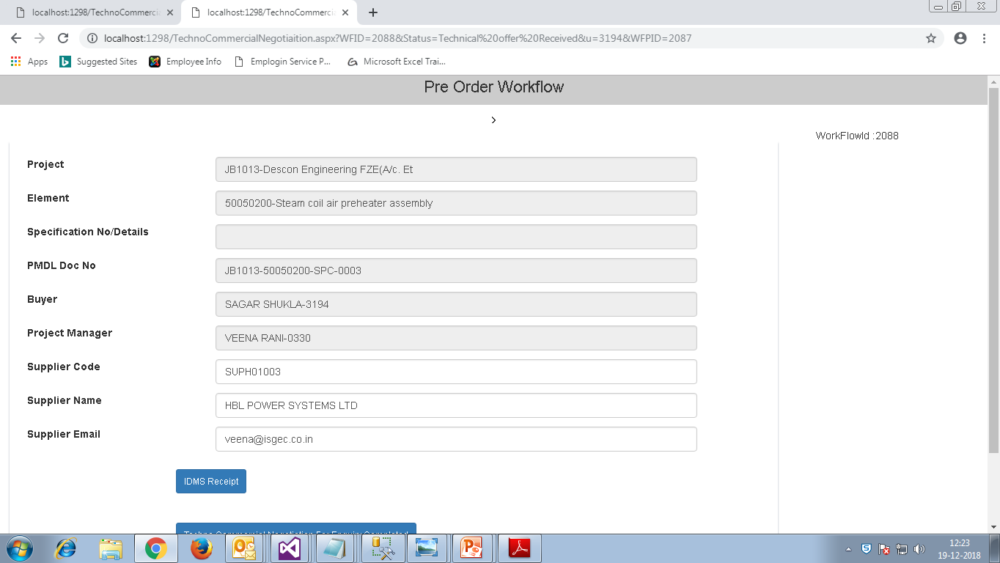 localhost:1298/TechnoCommercia
localhost:1298/TechnoCommercia
localhost:1298/TechnoCommercialNegotiaition.aspx?WFID=2088&Status=Technical%20offer%20Received&u=3194&WFPID=2087
Apps Suggested Sites Employee Info Emplogin Service P... Microsoft Excel Trai...
Pre Order Workflow
>
WorkFlowId :2088
Project JB1013-Descon Engineering FZE(A/c. Et
Element 50050200-Steam coil air preheater assembly
Specification No/Details
PMDL Doc No JB1013-50050200-SPC-0003
Buyer SAGAR SHUKLA-3194
Project Manager VEENA RANI-0330
Supplier Code SUPH01003
Supplier Name HBL POWER SYSTEMS LTD
Supplier Email veena@isgec.co.in
IDMS Receipt
Techno Commercial Negotiation For Enquiry Completed
12:23
19-12-2018